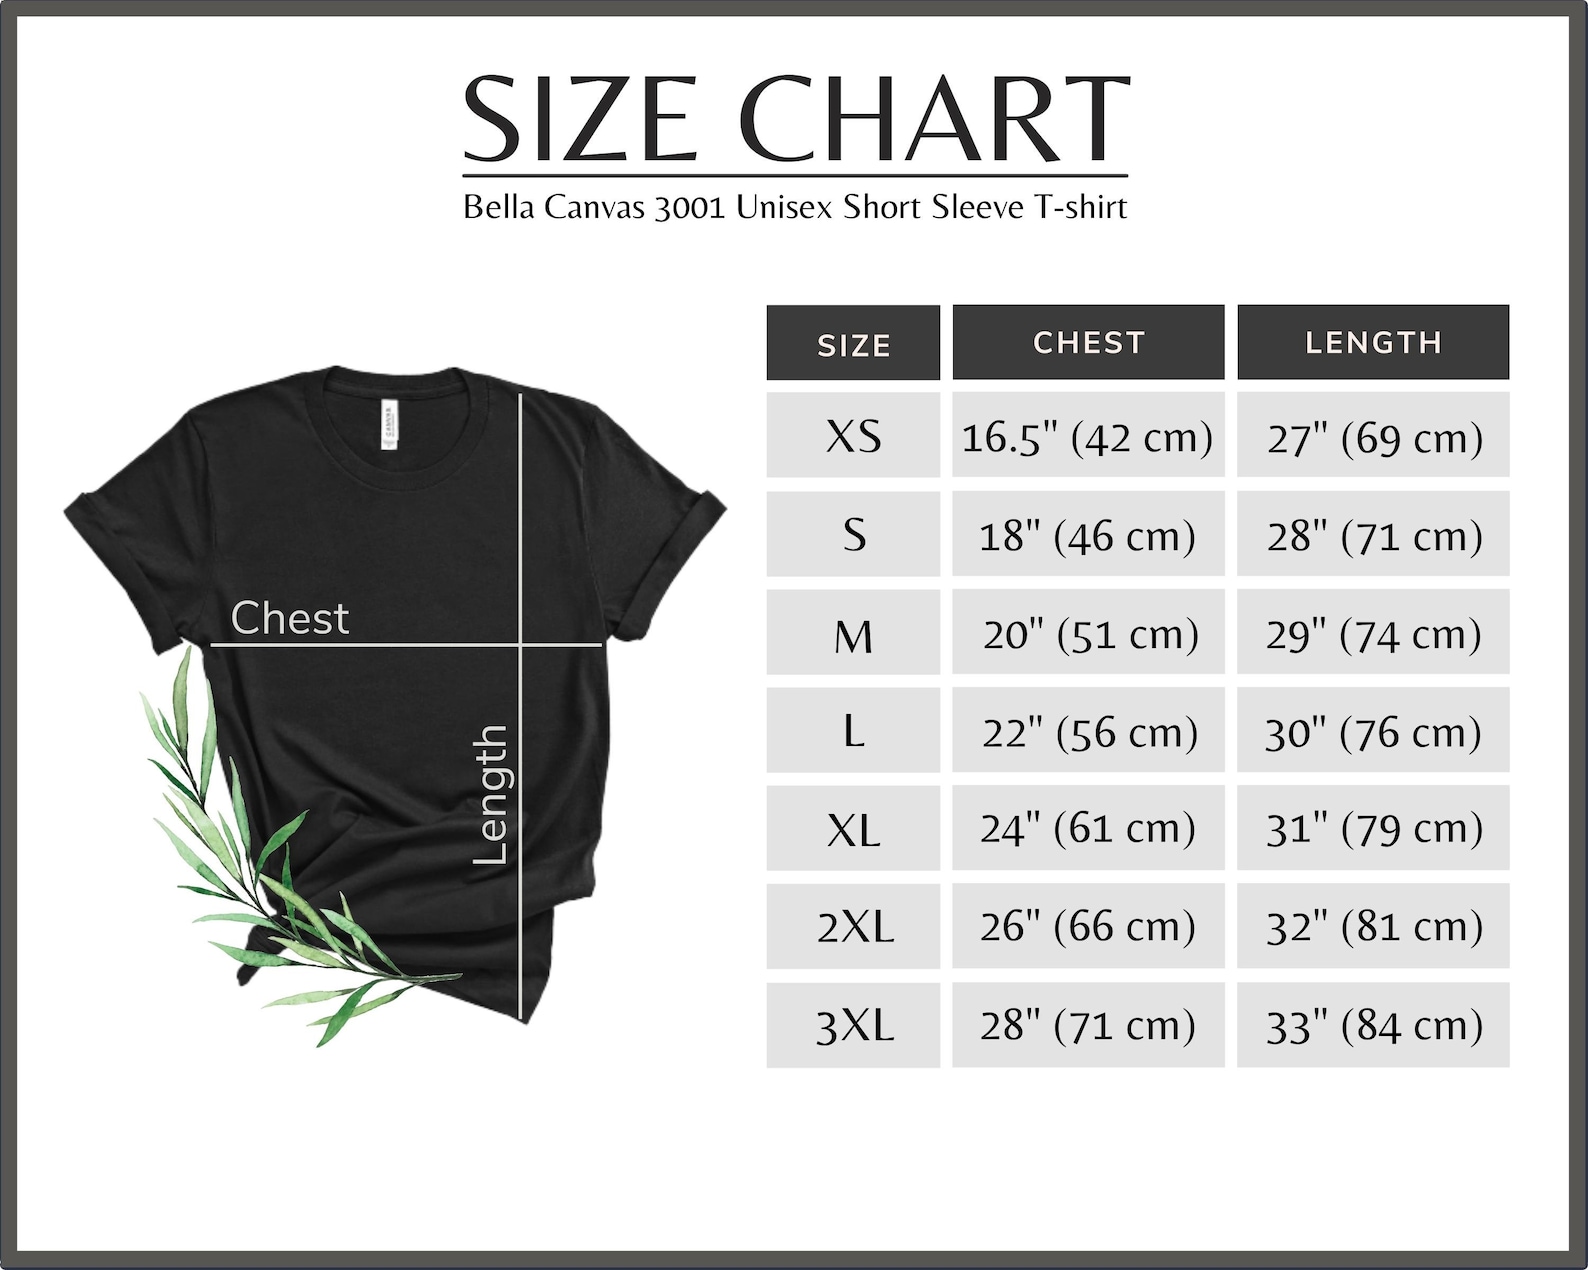 SIZE CHART
Bella Canvas 3001 Unisex Short Sleeve T-shirt
CANVAS
Chest
Length
SIZE CHEST LENGTH
XS 16.5" (42 cm) 27" (69 cm)
S 18" (46 cm) 28" (71 cm)
M 20" (51 cm) 29" (74 cm)
L 22" (56 cm) 30" (76 cm)
XL 24" (61 cm) 31" (79 cm)
2XL 26" (66 cm) 32" (81 cm)
3XL 28" (71 cm) 33" (84 cm)